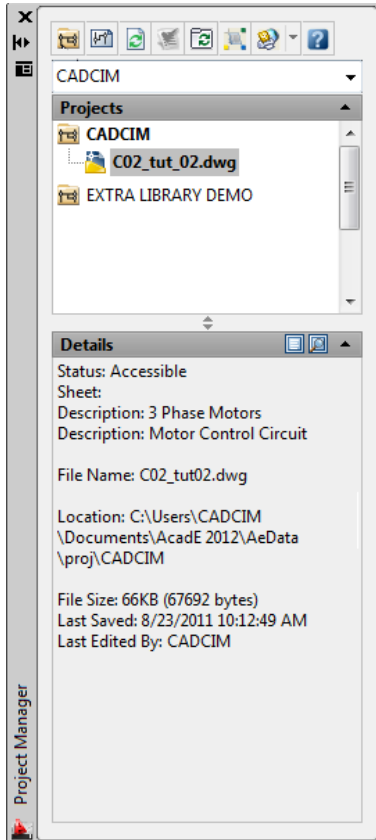 CADCIM
Projects
CADCIM
C02_tut_02.dwg
EXTRA LIBRARY DEMO
Details
Status: Accessible
Sheet:
Description: 3 Phase Motors
Description: Motor Control Circuit
File Name: C02_tut02.dwg
Location: C:\Users\CADCIM
\Documents\AcadE 2012\AeData
\proj\CADCIM
File Size: 66KB (67692 bytes)
Last Saved: 8/23/2011 10:12:49 AM
Last Edited By: CADCIM
Project Manager